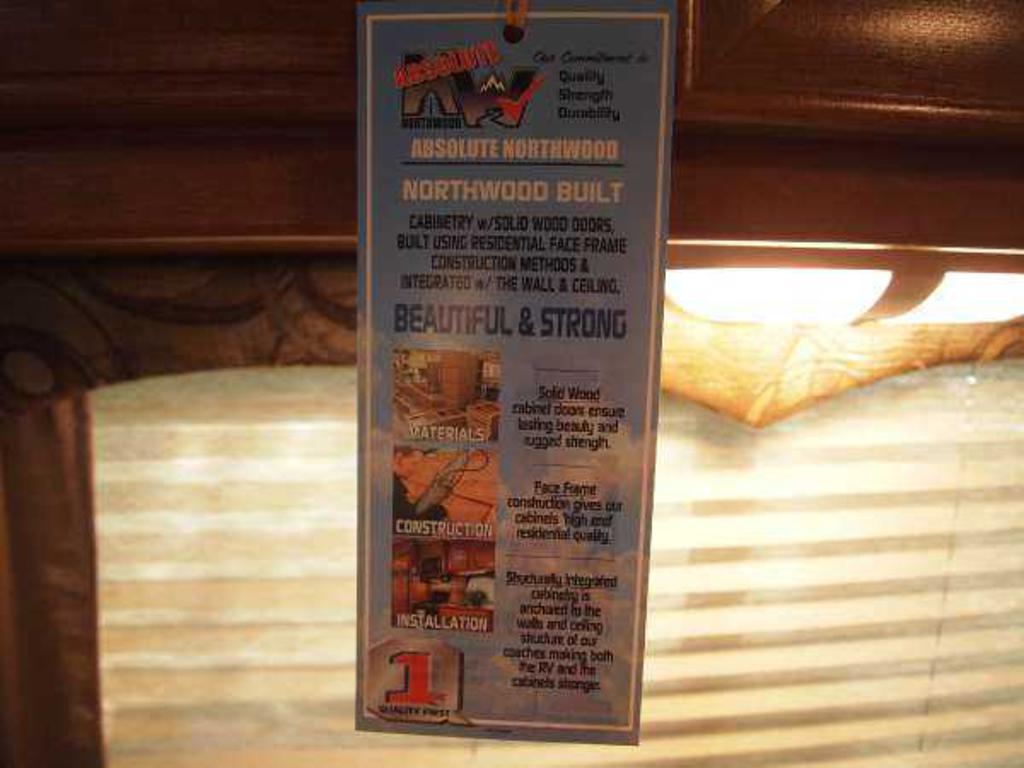 ABSOLUTE
NORTHWOOD
Our Commitment to
Quality
Strength
Durability
ABSOLUTE NORTHWOOD
NORTHWOOD BUILT
CABINETRY w/SOLID WOOD DOORS,
BUILT USING RESIDENTIAL FACE FRAME
CONSTRUCTION METHODS &
INTEGRATED w/ THE WALL & CEILING.
BEAUTIFUL & STRONG
MATERIALS
Solid Wood
cabinet doors ensure
lasting beauty and
rugged strength.
CONSTRUCTION
Face Frame
construction gives our
cabinets "high end"
residential quality.
INSTALLATION
Structurally Integrated
cabinetry is
anchored to the
walls and ceiling
structure of our
coaches making both
the RV and the
cabinets stronger.
1
QUALITY FIRST